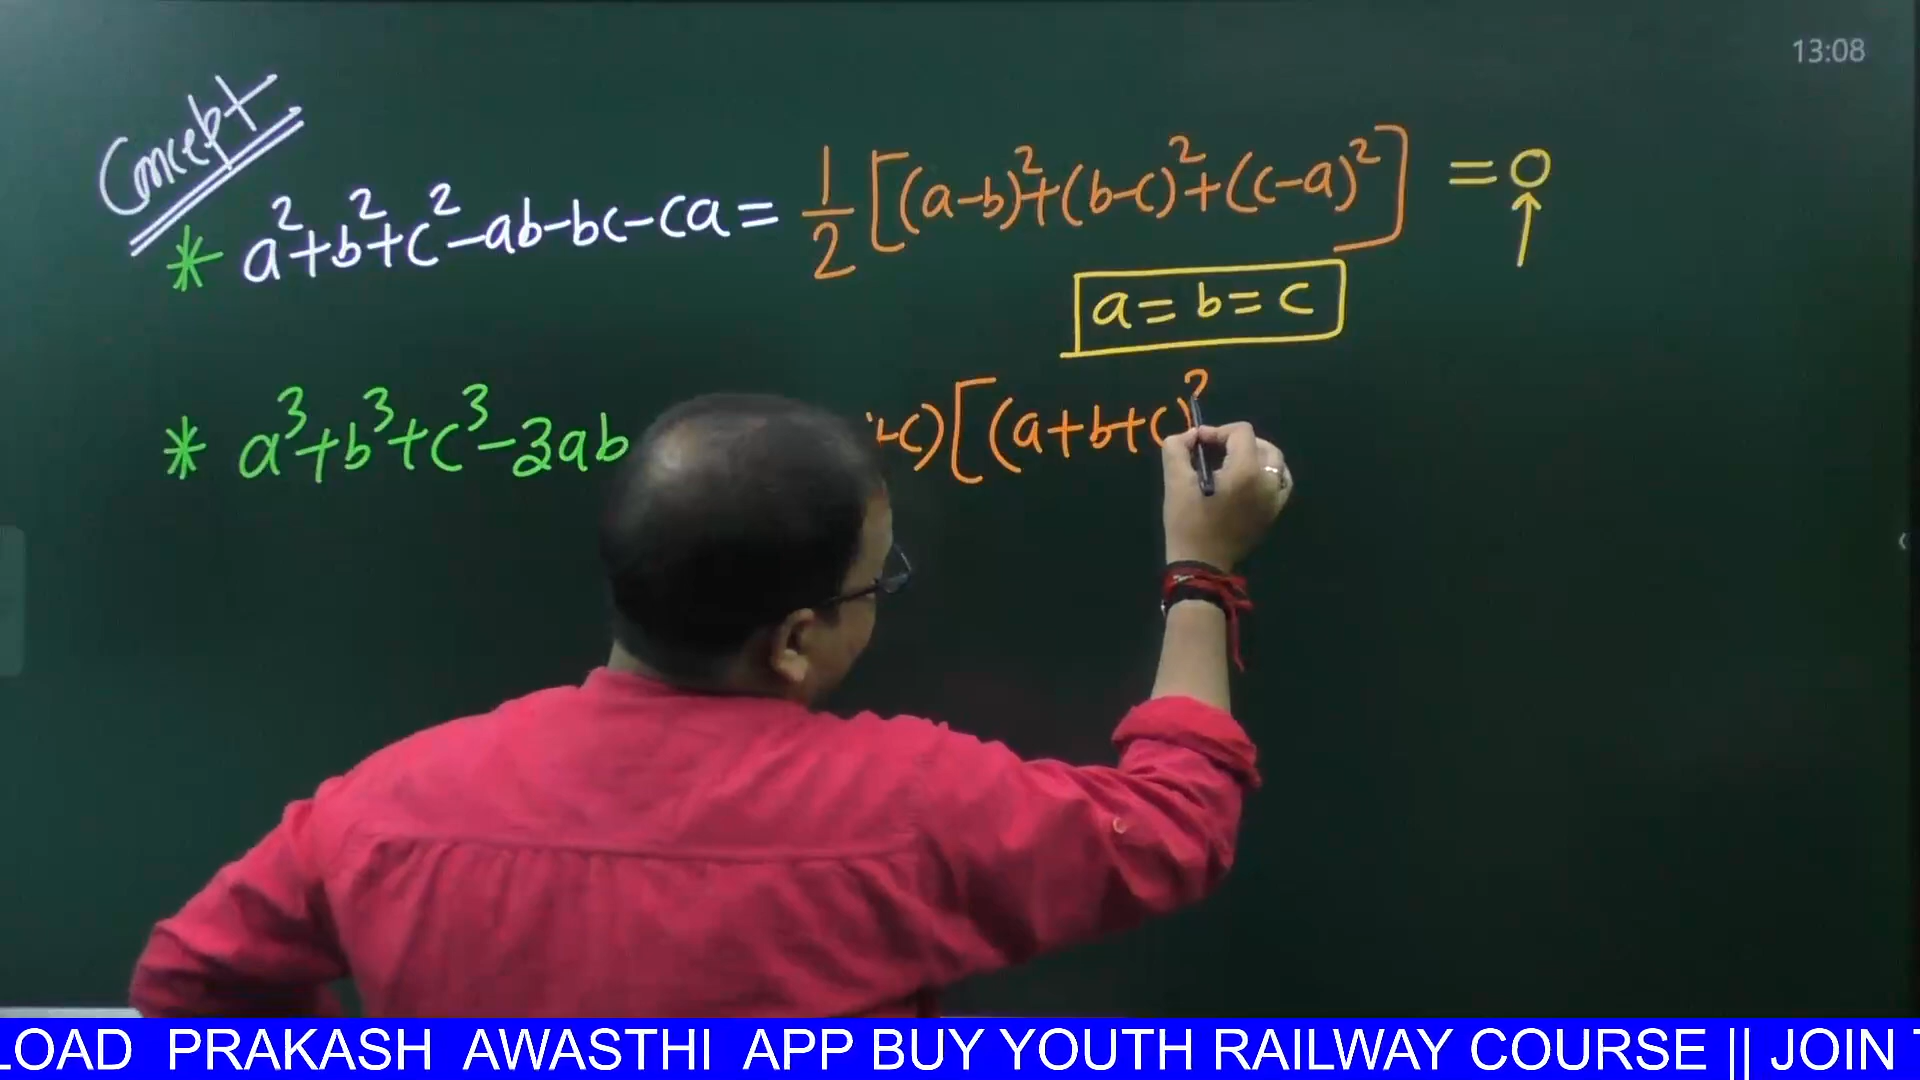 13:08
Concept
* a²+b²+c²-ab-bc-ca = 1/2 [(a-b)²+(b-c)²+(c-a)²] = 0
↑
a = b = c
* a³+b³+c³-3ab +c) [(a+b+c)²
LOAD PRAKASH AWASTHI APP BUY YOUTH RAILWAY COURSE || JOIN